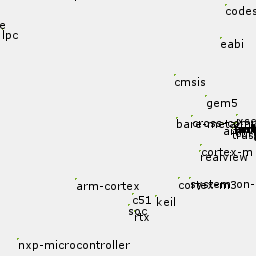 codes
lpc
eabi
cmsis
gem5
bare-metal
cortex-m
realview
arm-cortex
cortex-m3
system-on-
c51
keil
soc
rtx
nxp-microcontroller